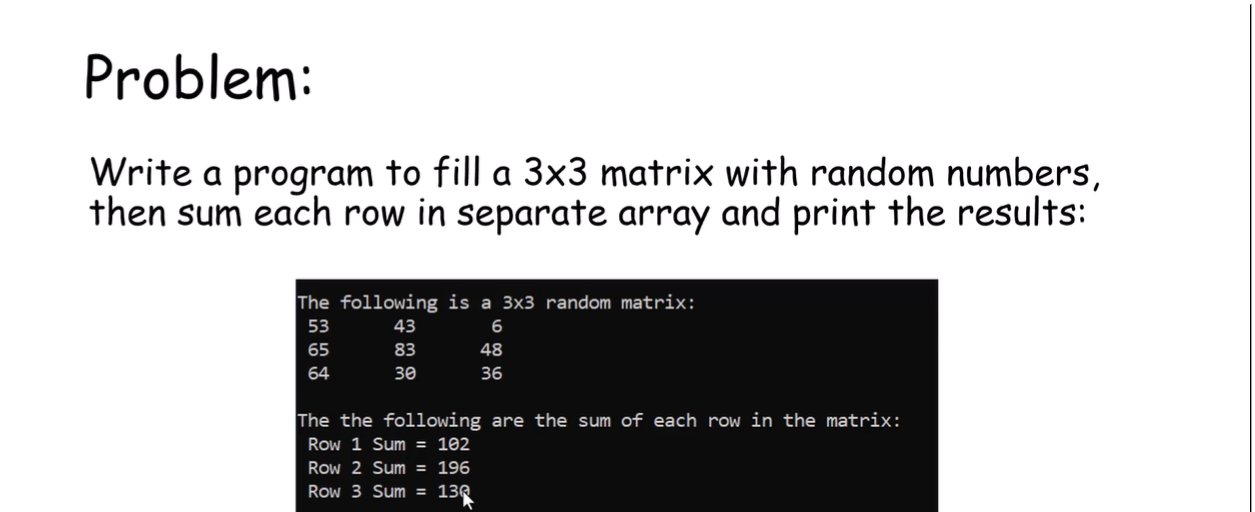 Problem:
Write a program to fill a 3x3 matrix with random numbers,
then sum each row in separate array and print the results:
The following is a 3x3 random matrix:
53 43 6
65 83 48
64 30 36
The the following are the sum of each row in the matrix:
Row 1 Sum = 102
Row 2 Sum = 196
Row 3 Sum = 130